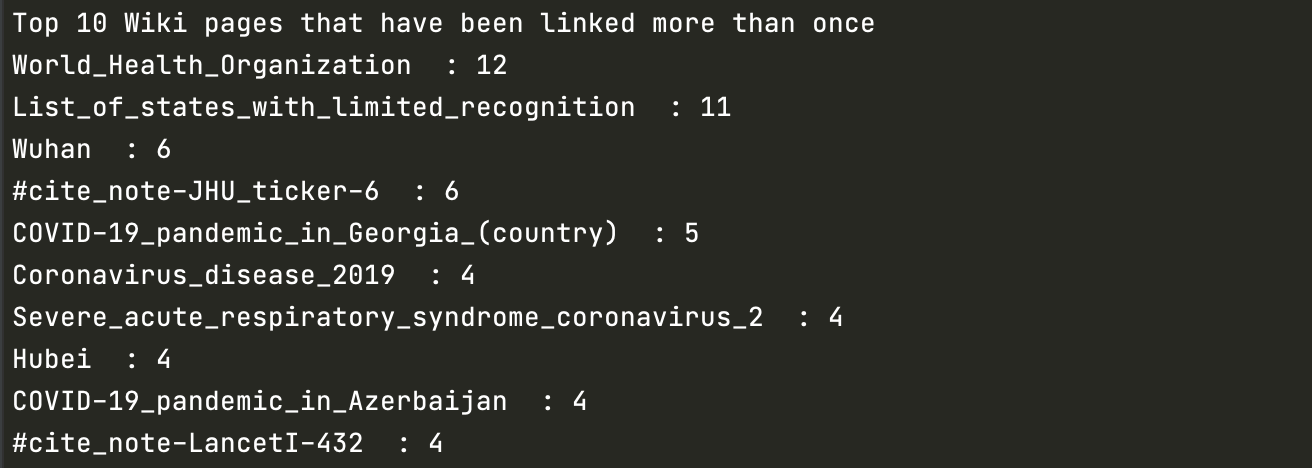 Top 10 Wiki pages that have been linked more than once
World_Health_Organization  : 12
List_of_states_with_limited_recognition  : 11
Wuhan  : 6
#cite_note-JHU_ticker-6  : 6
COVID-19_pandemic_in_Georgia_(country)  : 5
Coronavirus_disease_2019  : 4
Severe_acute_respiratory_syndrome_coronavirus_2  : 4
Hubei  : 4
COVID-19_pandemic_in_Azerbaijan  : 4
#cite_note-LancetI-432  : 4